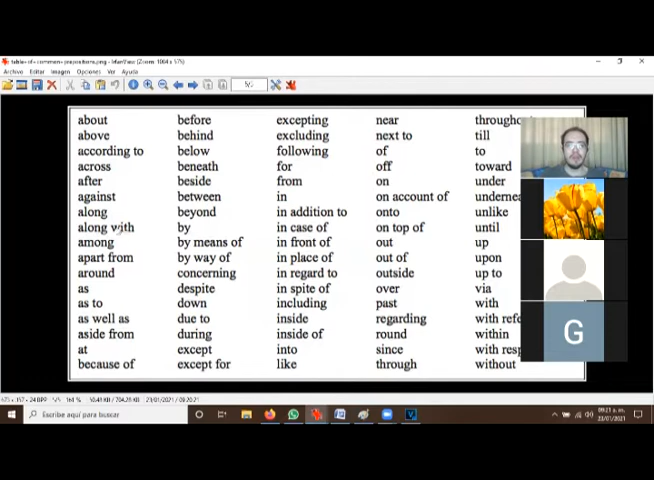 table-of-common-prepositions.png - IrfanView (Zoom: 1064 x 575)
Archivo Editar Imagen Opciones Ver Ayuda
about before excepting near
above behind excluding next to till
according to below following of to
across beneath for off toward
after beside from on under
against between in on account of
along beyond in addition to onto unlike
along with by in case of on top of until
among by means of in front of out up
apart from by way of in place of out of upon
around concerning in regard to outside up to
as despite in spite of over via
as to down including past with
as well as due to inside regarding
aside from during inside of round within
at except into since
because of except for like through without
G
Escribe aquí para buscar
09:21 a. m.